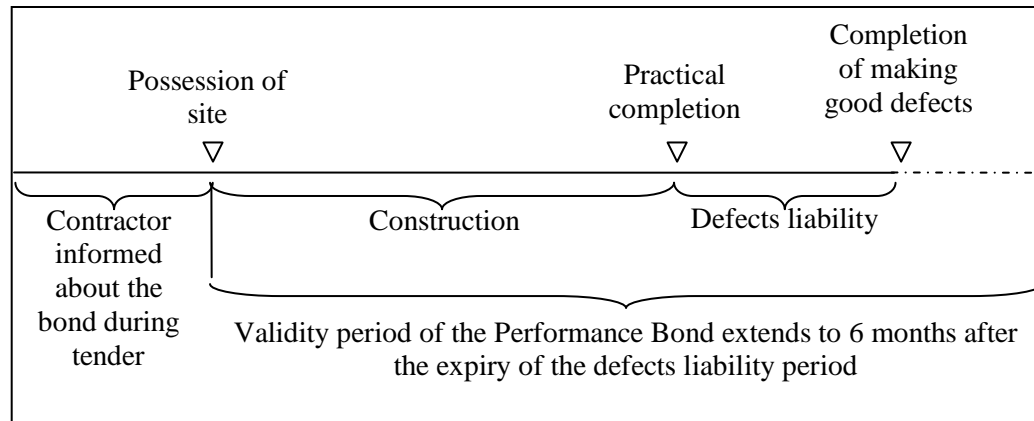 Possession of
site
Practical
completion
Completion
of making
good defects
Contractor
informed
about the
bond during
tender
Construction
Defects liability
Validity period of the Performance Bond extends to 6 months after
the expiry of the defects liability period